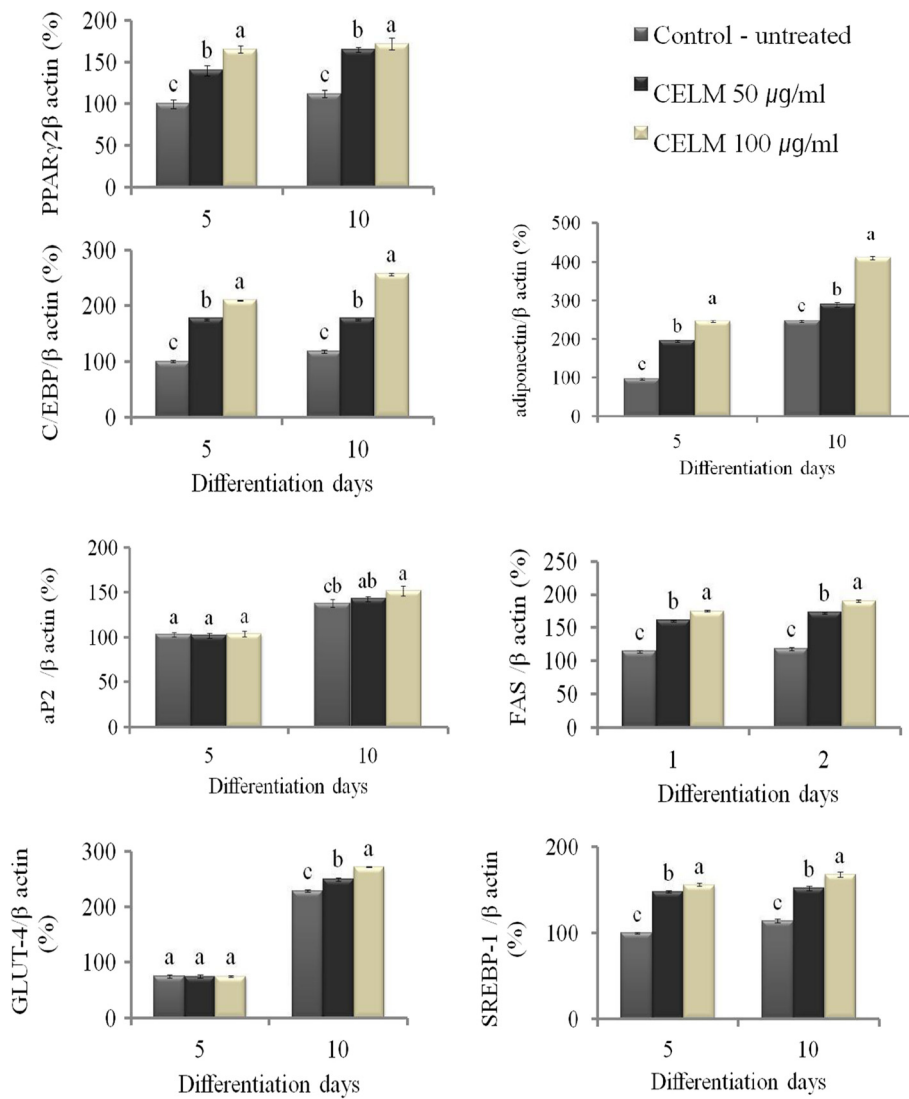 Control - untreated
CELM 50 µg/ml
CELM 100 µg/ml
PPARγ2β actin (%)
200
150
100
50
0
c b a
c a a
5 10
C/EBP/β actin (%)
300
200
100
0
c b a
c b a
5 10
Differentiation days
adiponectin/β actin (%)
500
400
300
200
100
0
c b a
c b a
5 10
Differentiation days
aP2 /β actin (%)
200
150
100
50
0
a a a
cb ab a
5 10
Differentiation days
FAS /β actin (%)
250
200
150
100
50
0
c b a
c b a
1 2
Differentiation days
GLUT-4/β actin
(%)
300
200
100
0
a a a
c b a
5 10
Differentiation days
SREBP-1 /β actin
(%)
200
100
0
c b a
c b a
5 10
Differentiation days